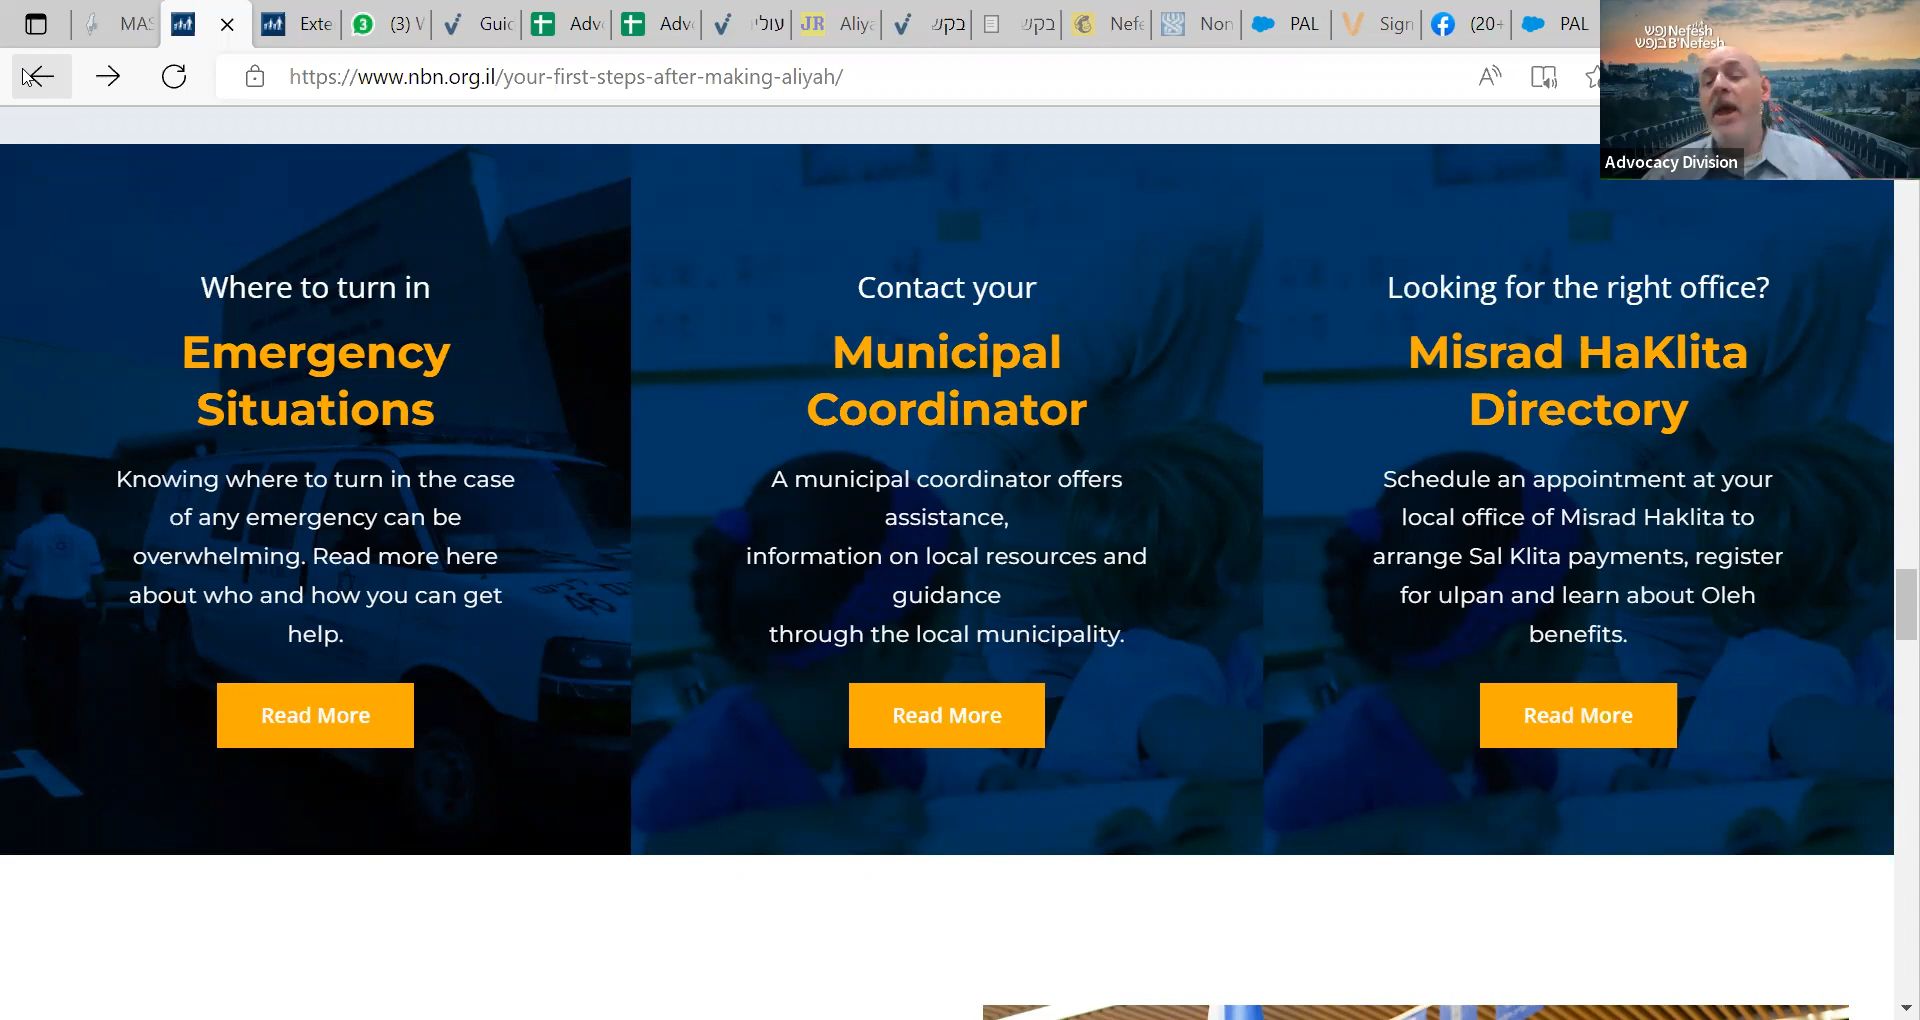 MAS
Exte
3
(3) V
Guic
Adv
Adv
עולי
JR
Aliya
בקש
בקש
Nefe
Non
PAL
Sign
(20+
PAL
https://www.nbn.org.il/your-first-steps-after-making-aliyah/
נפש Nefesh
בנפש B'Nefesh
Advocacy Division
Where to turn in
Emergency
Situations
Knowing where to turn in the case
of any emergency can be
overwhelming. Read more here
about who and how you can get
help.
Read More
Contact your
Municipal
Coordinator
A municipal coordinator offers
assistance,
information on local resources and
guidance
through the local municipality.
Read More
Looking for the right office?
Misrad HaKlita
Directory
Schedule an appointment at your
local office of Misrad Haklita to
arrange Sal Klita payments, register
for ulpan and learn about Oleh
benefits.
Read More